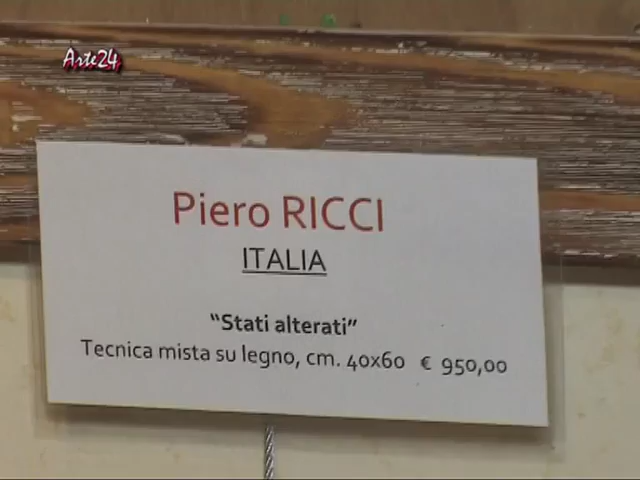 Arte24
Piero RICCI
ITALIA
"Stati alterati"
Tecnica mista su legno, cm. 40x60 € 950,00